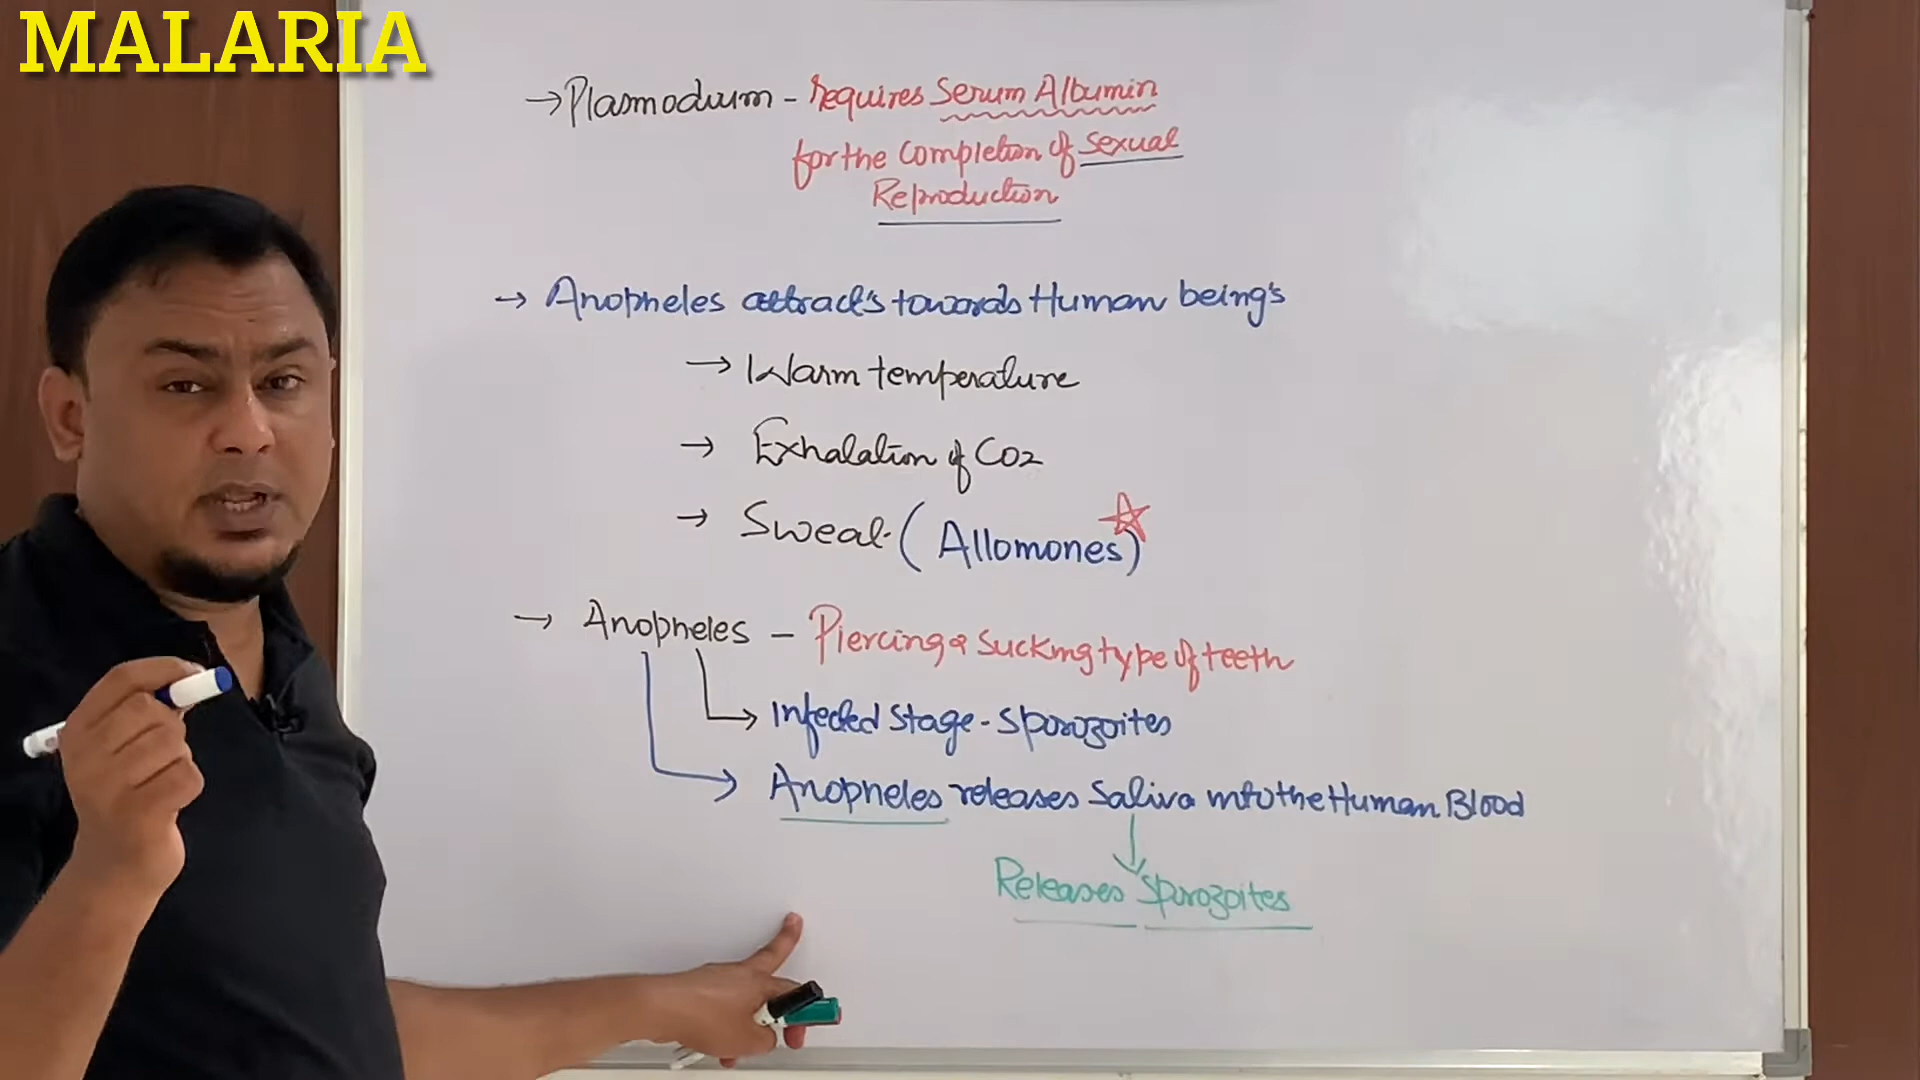 MALARIA
→ Plasmodium - requires Serum Albumin
for the completion of sexual
Reproduction
→ Anopheles attract's towards Human being's
→ Warm temperature
→ Exhalation of CO2
→ Sweat (Allomones)
→ Anopheles - Piercing & Sucking type of teeth
→ Infected stage - Sporozoites
→ Anopheles releases Saliva into the Human Blood
Releases Sporozoites